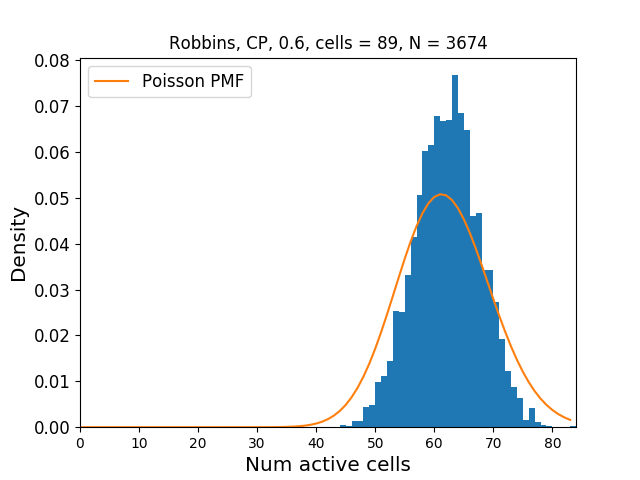 Robbins, CP, 0.6, cells = 89, N = 3674
Poisson PMF
0.08
0.07
0.06
0.05
0.04
0.03
0.02
0.01
0.00
Density
0 10 20 30 40 50 60 70 80
Num active cells